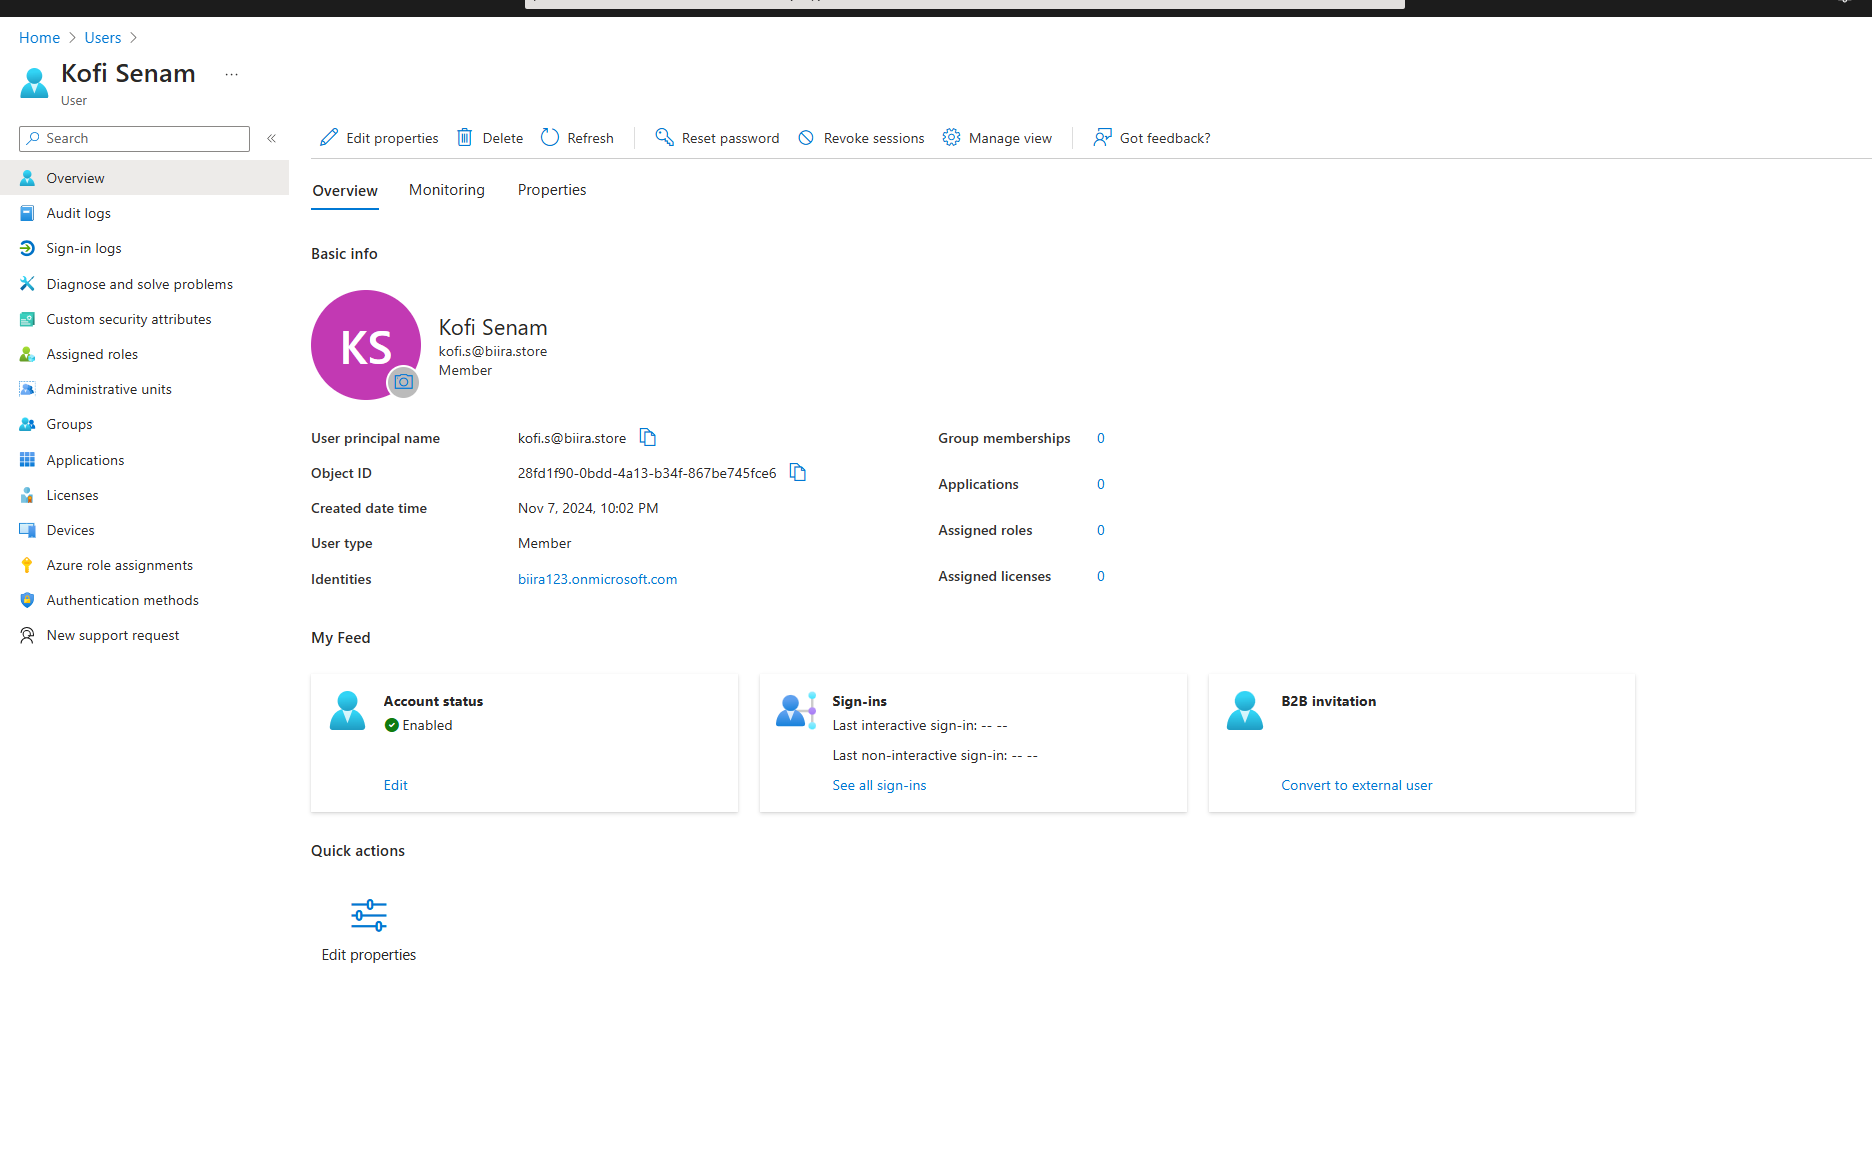 Home
Users
Kofi Senam
...
User
Search
«
Overview
Audit logs
Sign-in logs
Diagnose and solve problems
Custom security attributes
Assigned roles
Administrative units
Groups
Applications
Licenses
Devices
Azure role assignments
Authentication methods
New support request
Edit properties Delete Refresh Reset password Revoke sessions Manage view Got feedback?
Overview Monitoring Properties
Basic info
KS
Kofi Senam
kofi.s@biira.store
Member
User principal name kofi.s@biira.store
Object ID 28fd1f90-0bdd-4a13-b34f-867be745fce6
Created date time Nov 7, 2024, 10:02 PM
User type Member
Identities biira123.onmicrosoft.com
Group memberships 0
Applications 0
Assigned roles 0
Assigned licenses 0
My Feed
Account status
Enabled
Edit
Sign-ins
Last interactive sign-in: -- --
Last non-interactive sign-in: -- --
See all sign-ins
B2B invitation
Convert to external user
Quick actions
Edit properties